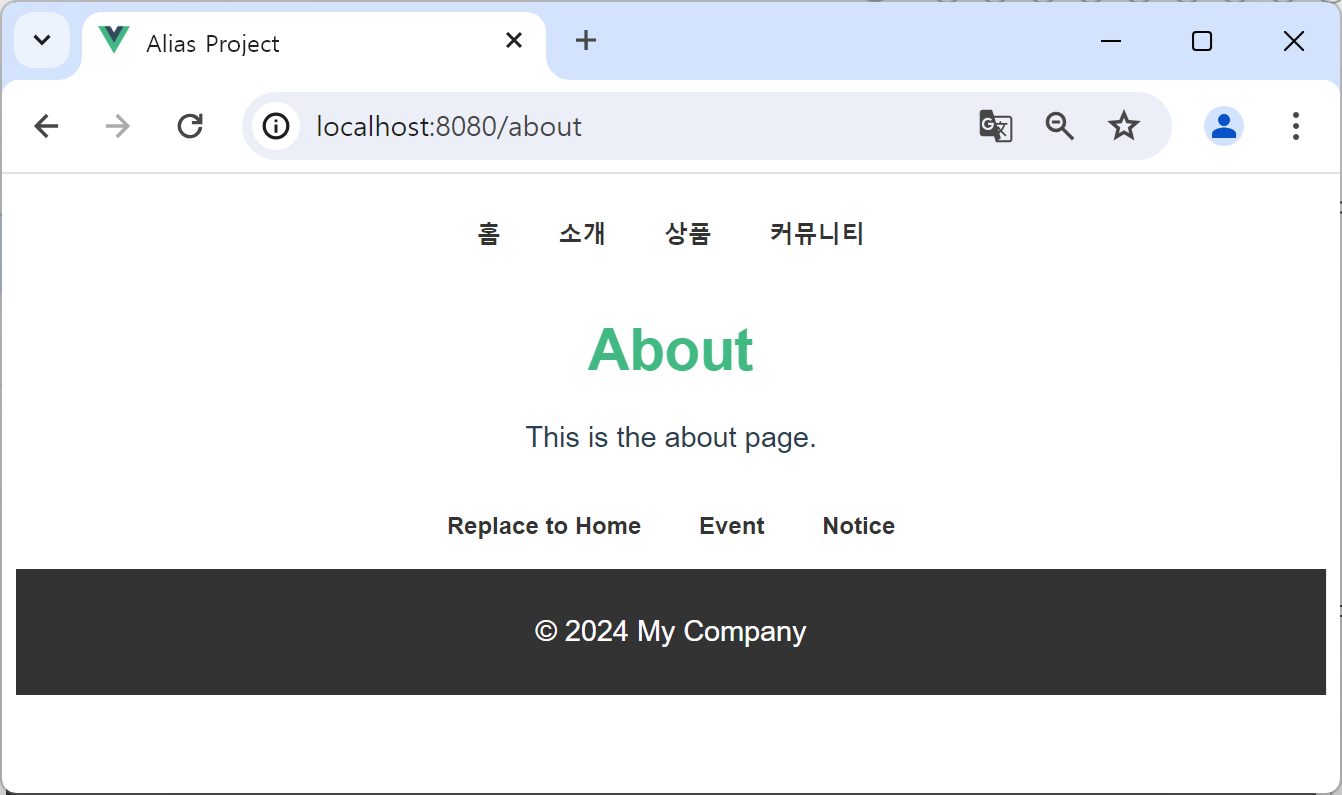 Alias Project
localhost:8080/about
홈 소개 상품 커뮤니티
About
This is the about page.
Replace to Home Event Notice
© 2024 My Company